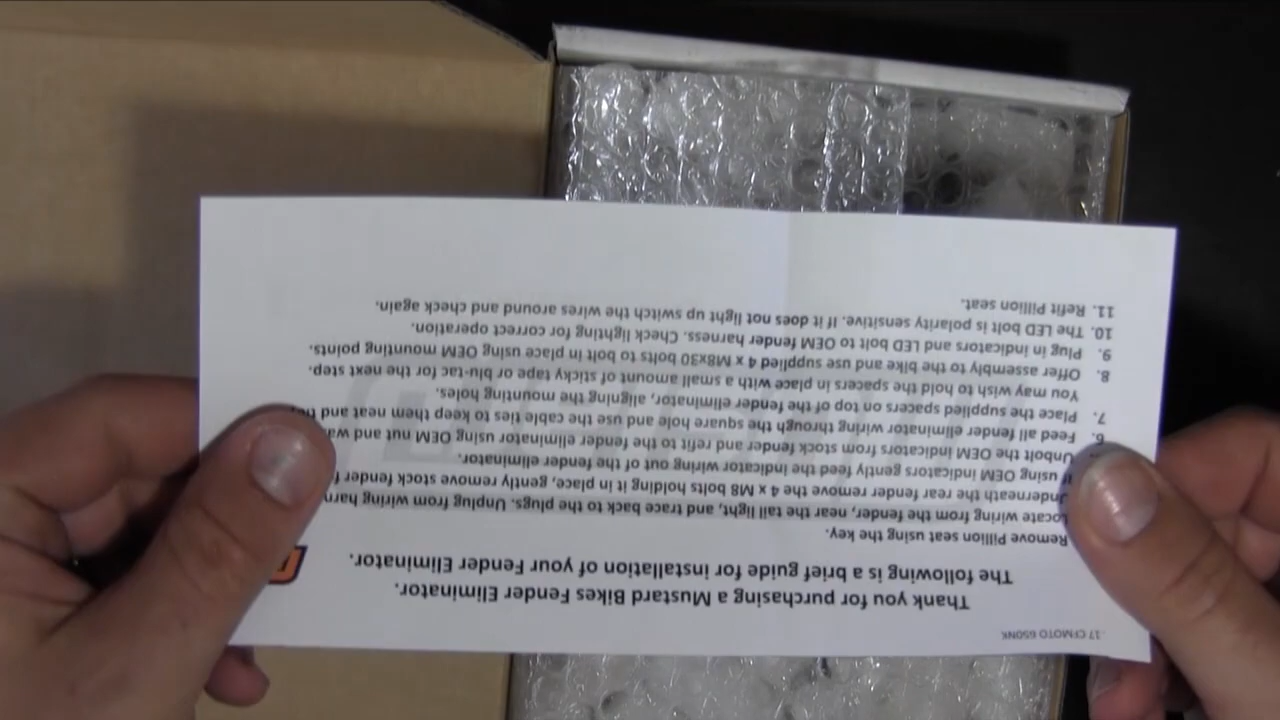 17 CFMOTO 650NK
Thank you for purchasing a Mustard Bikes Fender Eliminator.
The following is a brief guide for installation of your Fender Eliminator.
Remove Pillion seat using the key.
Locate wiring from the fender, near the tail light, and trace back to the plugs. Unplug from wiring
Underneath the rear fender remove the 4 x M8 bolts holding it in place, gently remove stock fender
If using OEM indicators gently feed the indicator wiring out of the fender eliminator.
Unbolt the OEM indicators from stock fender and refit to the fender eliminator using OEM nut and
6. Feed all fender eliminator wiring through the square hole and use the cable ties to keep them neat and
7. Place the supplied spacers on top of the fender eliminator, aligning the mounting holes.
You may wish to hold the spacers in place with a small amount of sticky tape or blu-tac for the next step.
8. Offer assembly to the bike and use supplied 4 x M8x30 bolts to bolt in place using OEM mounting points.
9. Plug in indicators and LED bolt to OEM fender harness. Check lighting for correct operation.
10. The LED bolt is polarity sensitive. If it does not light up switch the wires around and check again.
11. Refit Pillion seat.